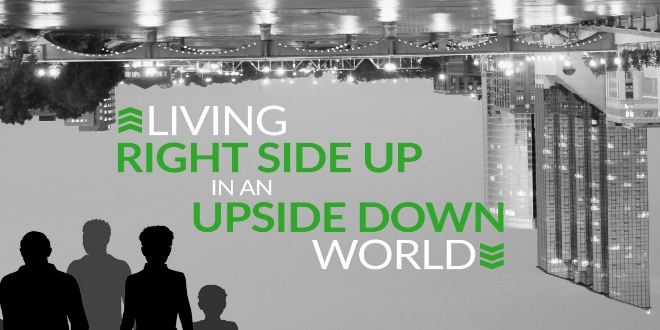 LIVING
RIGHT SIDE UP
IN AN
UPSIDE DOWN
WORLD